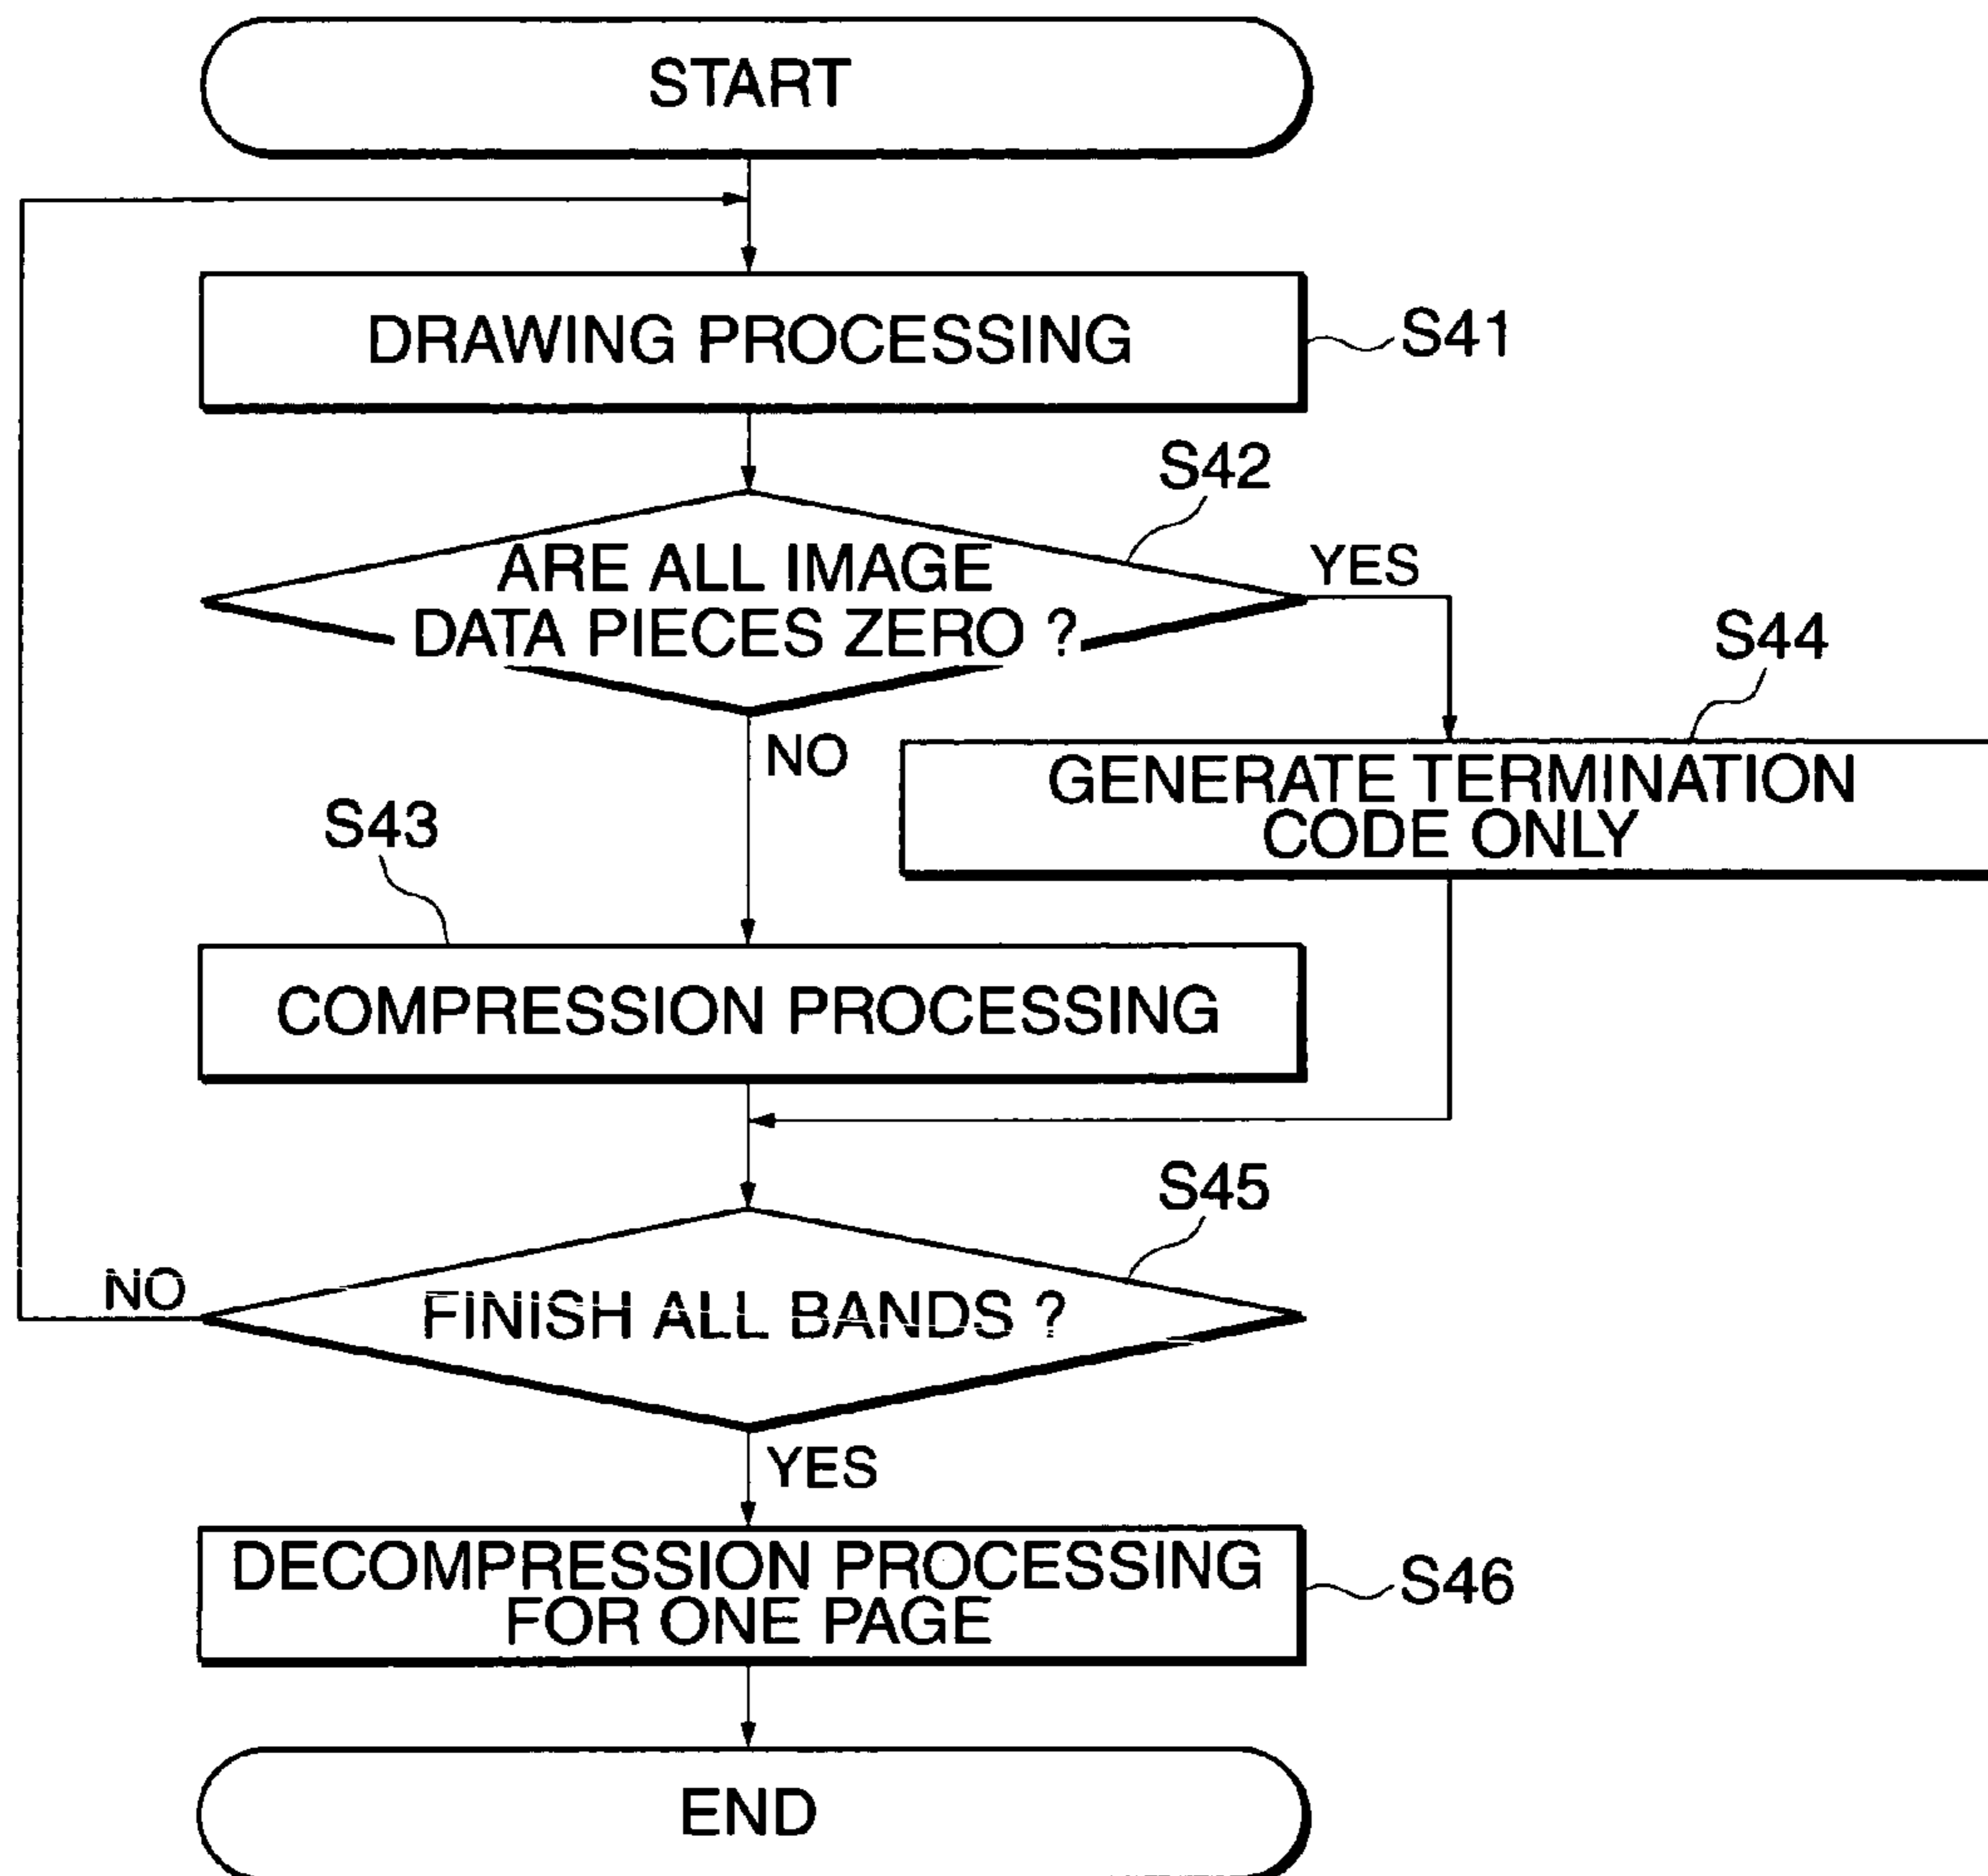 START
DRAWING PROCESSING
S41
S42
ARE ALL IMAGE
DATA PIECES ZERO ?
YES
NO
S44
GENERATE TERMINATION
CODE ONLY
S43
COMPRESSION PROCESSING
S45
FINISH ALL BANDS ?
NO
YES
DECOMPRESSION PROCESSING
FOR ONE PAGE
S46
END